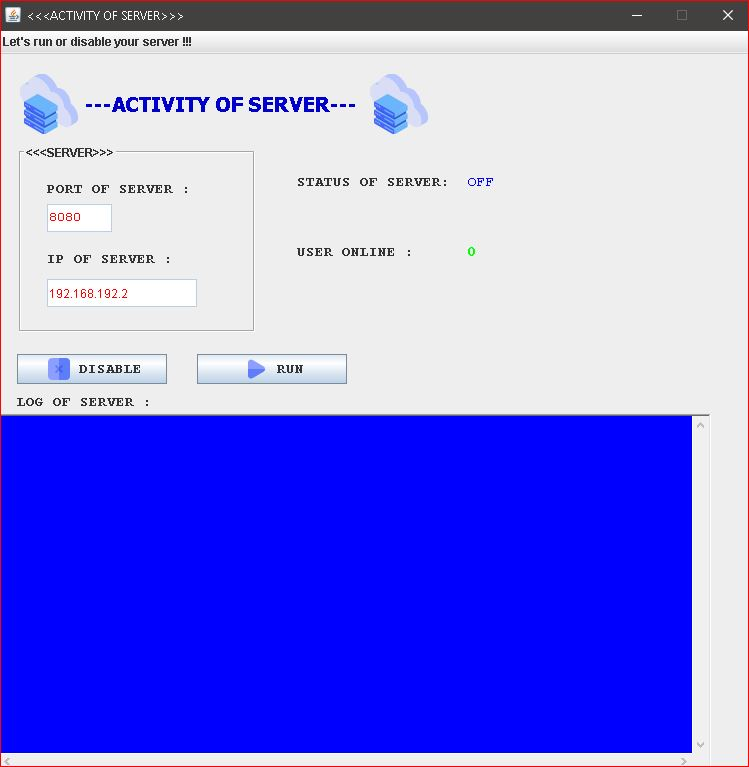 <<<ACTIVITY OF SERVER>>>
Let's run or disable your server !!!
---ACTIVITY OF SERVER---
<<<SERVER>>>
PORT OF SERVER :
8080
IP OF SERVER :
192.168.192.2
STATUS OF SERVER: OFF
USER ONLINE : 0
DISABLE
RUN
LOG OF SERVER :